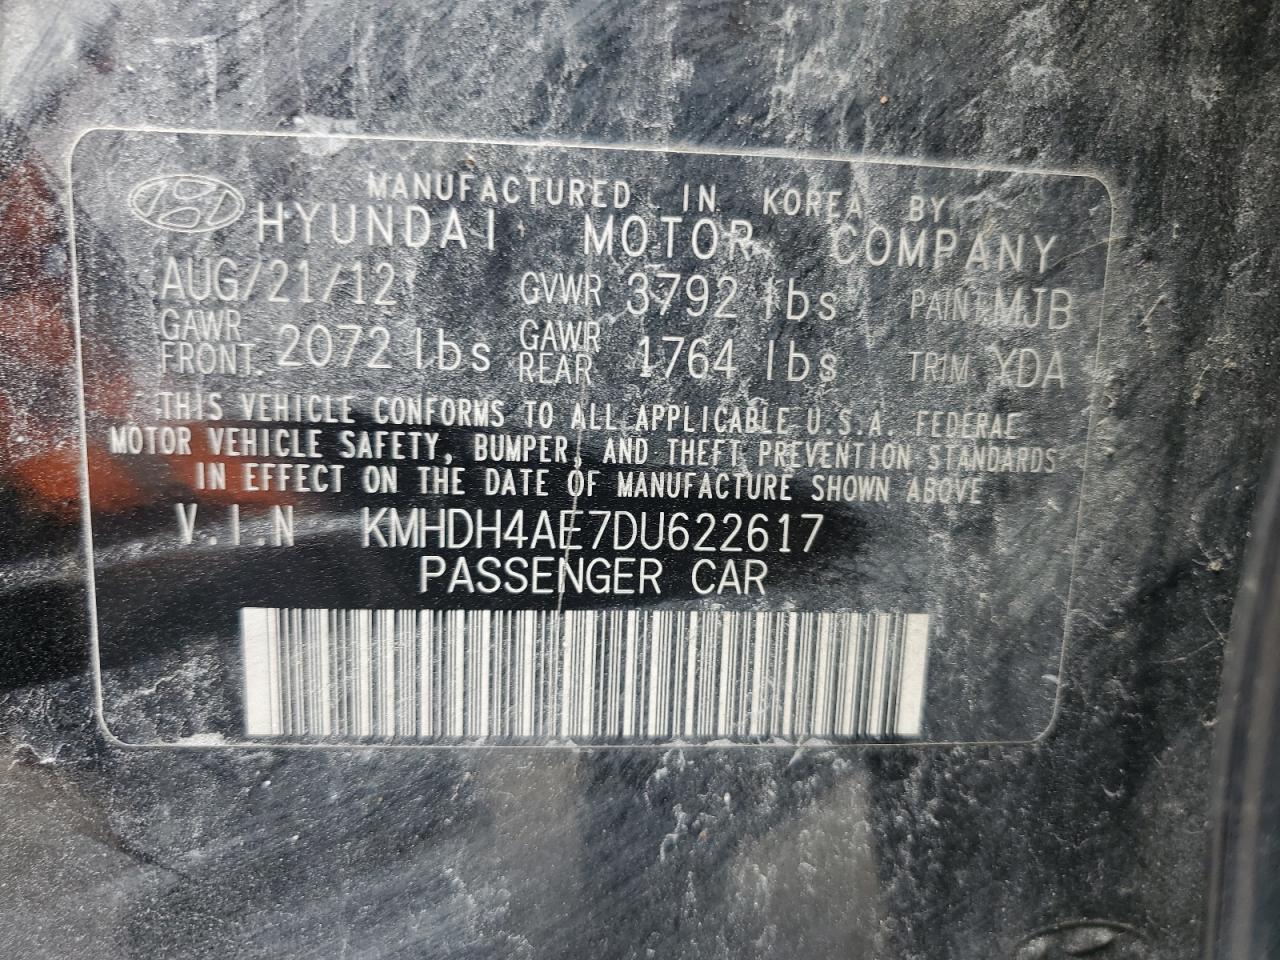 MANUFACTURED IN KOREA BY
HYUNDAI MOTOR COMPANY
AUG/21/12 GVWR 3792 lbs PAINT MJB
GAWR FRONT 2072 lbs GAWR REAR 1764 lbs TRIM YDA
THIS VEHICLE CONFORMS TO ALL APPLICABLE U.S.A. FEDERAL
MOTOR VEHICLE SAFETY, BUMPER, AND THEFT PREVENTION STANDARDS
IN EFFECT ON THE DATE OF MANUFACTURE SHOWN ABOVE
V.I.N KMHDH4AE7DU622617
PASSENGER CAR